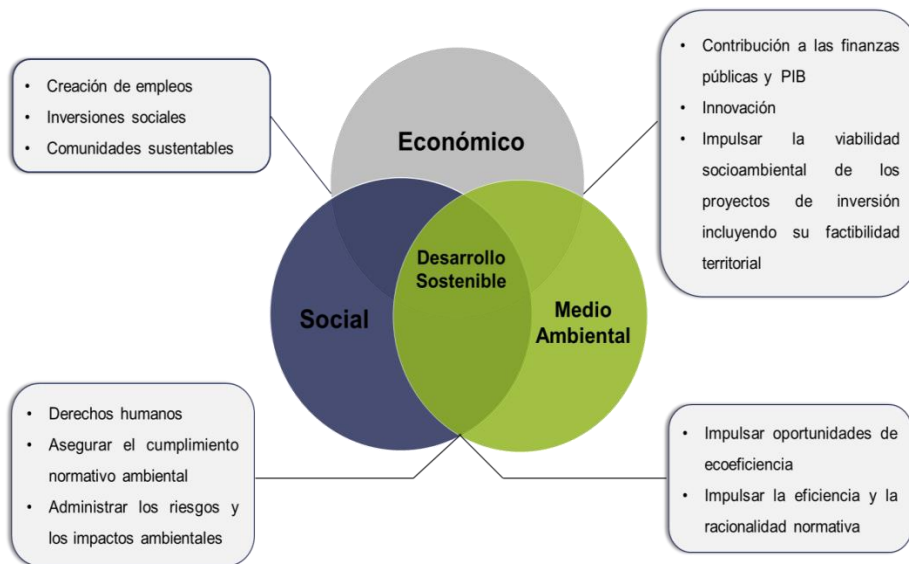 • Creación de empleos
• Inversiones sociales
• Comunidades sustentables
• Contribución a las finanzas
públicas y PIB
• Innovación
• Impulsar la viabilidad
socioambiental de los
proyectos de inversión
incluyendo su factibilidad
territorial
Económico
Desarrollo
Sostenible
Social
Medio
Ambiental
• Derechos humanos
• Asegurar el cumplimiento
normativo ambiental
• Administrar los riesgos y
los impactos ambientales
• Impulsar oportunidades de
ecoeficiencia
• Impulsar la eficiencia y la
racionalidad normativa